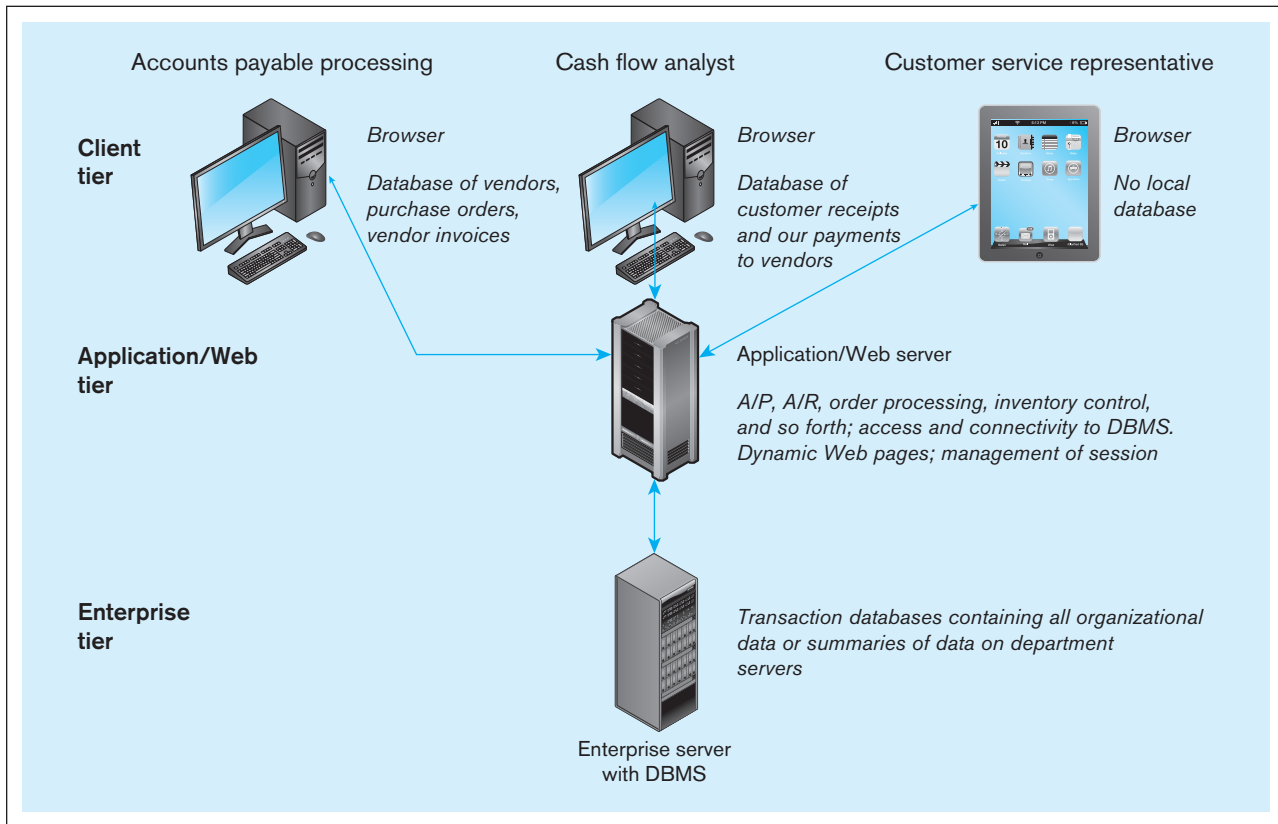 Accounts payable processing
Cash flow analyst
Customer service representative
Client
tier
Browser
Database of vendors,
purchase orders,
vendor invoices
Browser
Database of
customer receipts
and our payments
to vendors
10
Browser
No local
database
Application/Web
tier
Application/Web server
A/P, A/R, order processing, inventory control,
and so forth; access and connectivity to DBMS.
Dynamic Web pages; management of session
Enterprise
tier
Transaction databases containing all organizational
data or summaries of data on department
servers
Enterprise server
with DBMS